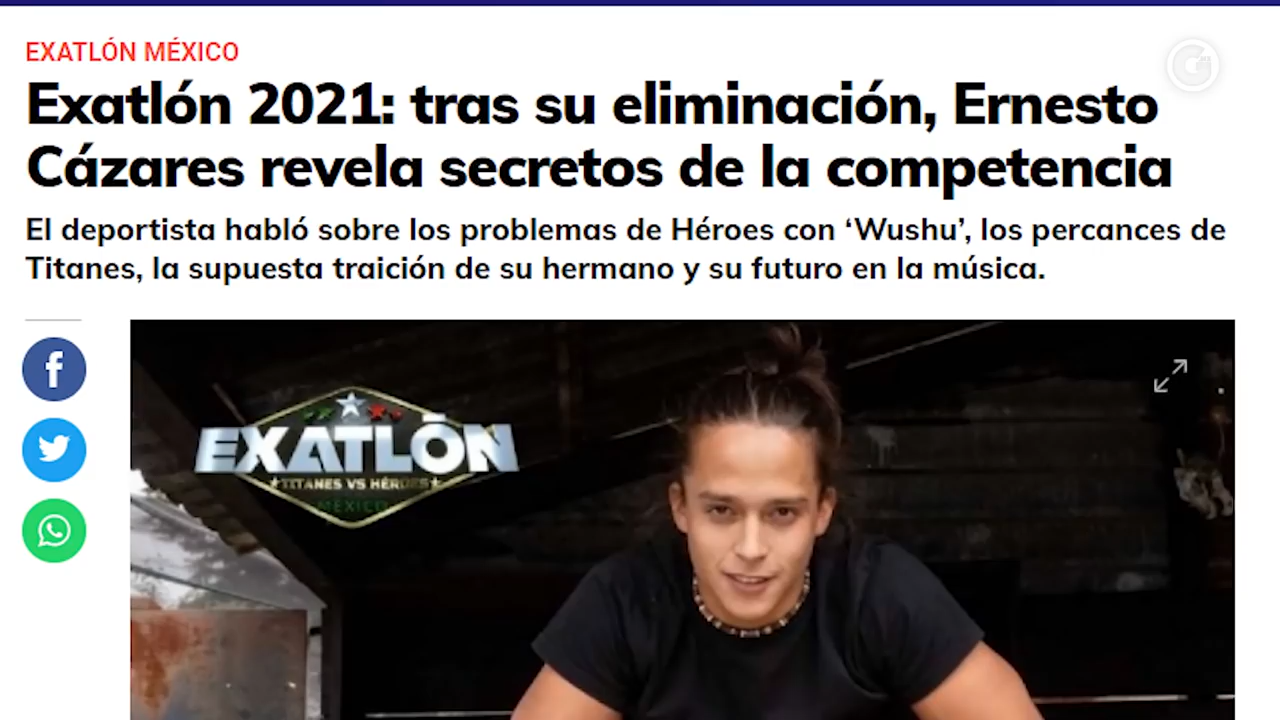 EXATLÓN MÉXICO
Exatlón 2021: tras su eliminación, Ernesto
Cázares revela secretos de la competencia
El deportista habló sobre los problemas de Héroes con ‘Wushu’, los percances de
Titanes, la supuesta traición de su hermano y su futuro en la música.
EXATLÓN
TITANES VS HÉROES
MÉXICO